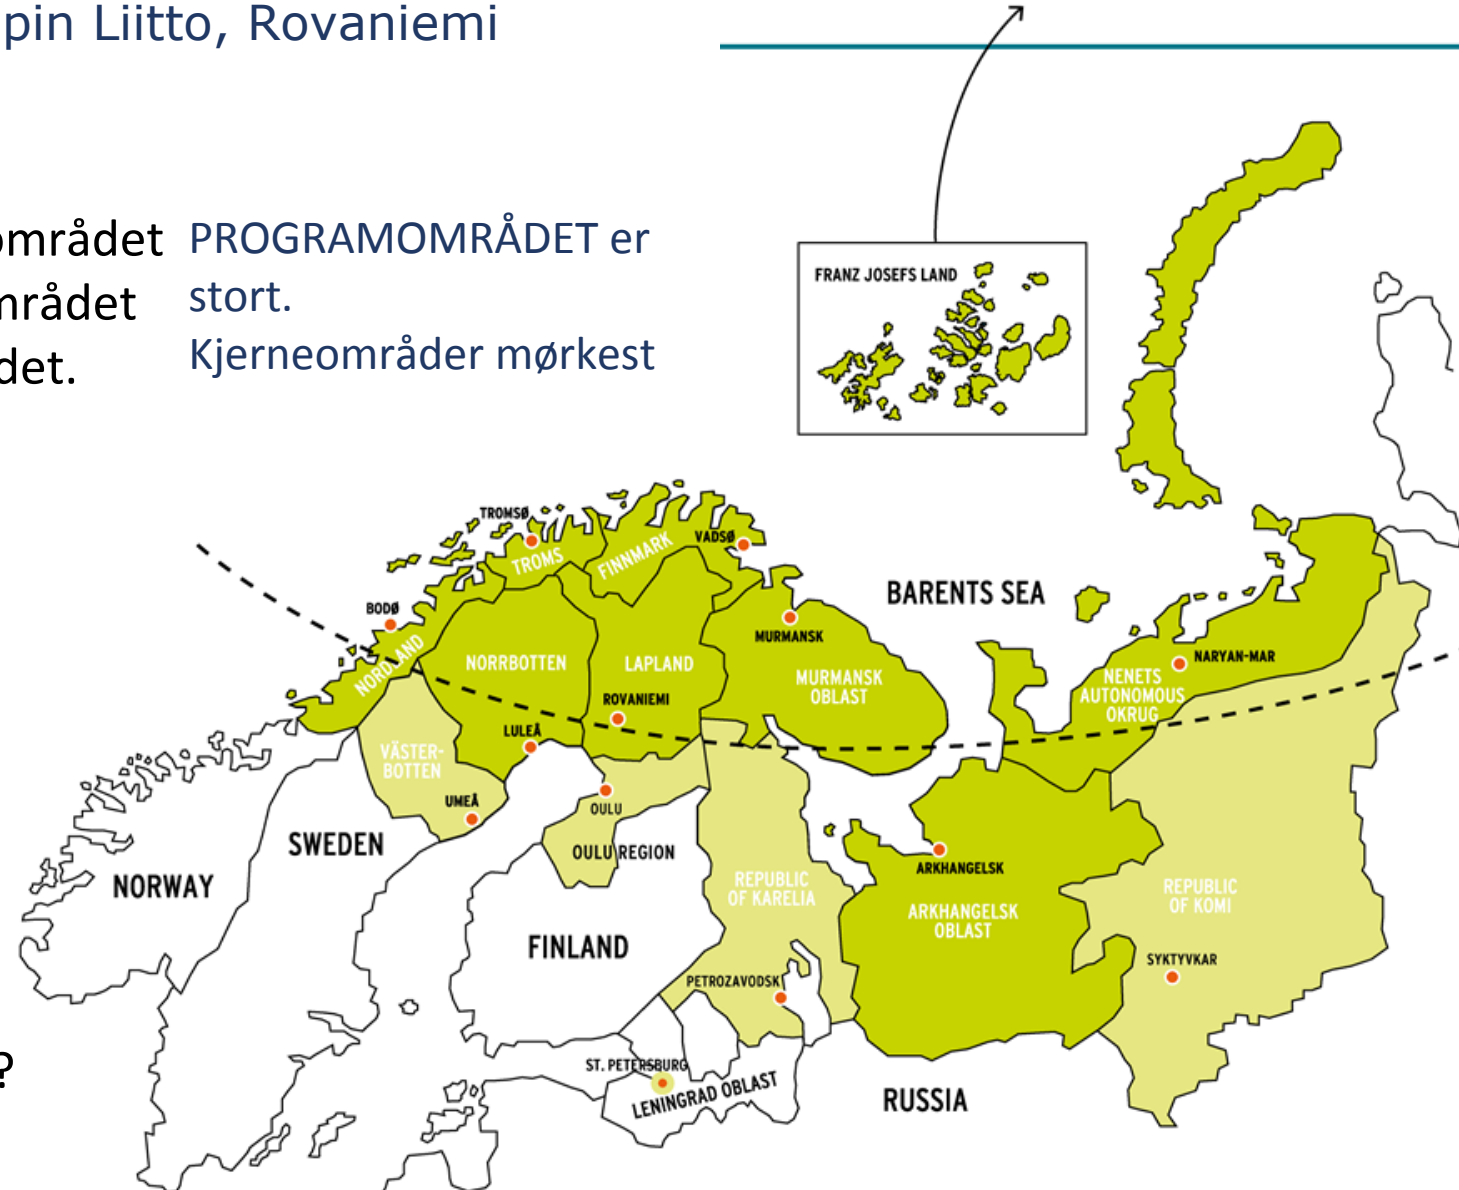 pin Liitto, Rovaniemi
området
mrådet
det.
PROGRAMOMRÅDET er
stort.
Kjerneområder mørkest
?
FRANZ JOSEFS LAND
TROMSØ
TROMS
FINNMARK
VADSØ
BODØ
NORDLAND
NORRBOTTEN
LAPLAND
MURMANSK
MURMANSK
OBLAST
BARENTS SEA
NARYAN-MAR
NENETS
AUTONOMOUS
OKRUG
ROVANIEMI
LULEÅ
VÄSTER-
BOTTEN
UMEÅ
OULU
OULU REGION
SWEDEN
NORWAY
FINLAND
REPUBLIC
OF KARELIA
ARKHANGELSK
ARKHANGELSK
OBLAST
REPUBLIC
OF KOMI
SYKTYVKAR
PETROZAVODSK
ST. PETERSBURG
LENINGRAD OBLAST
RUSSIA